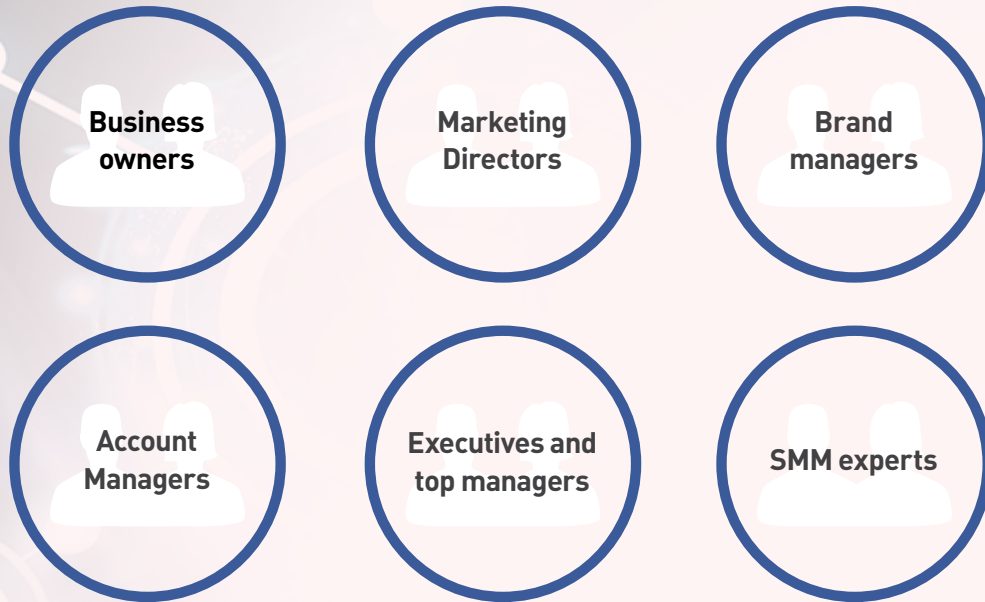 Business
owners
Marketing
Directors
Brand
managers
Account
Managers
Executives and
top managers
SMM experts